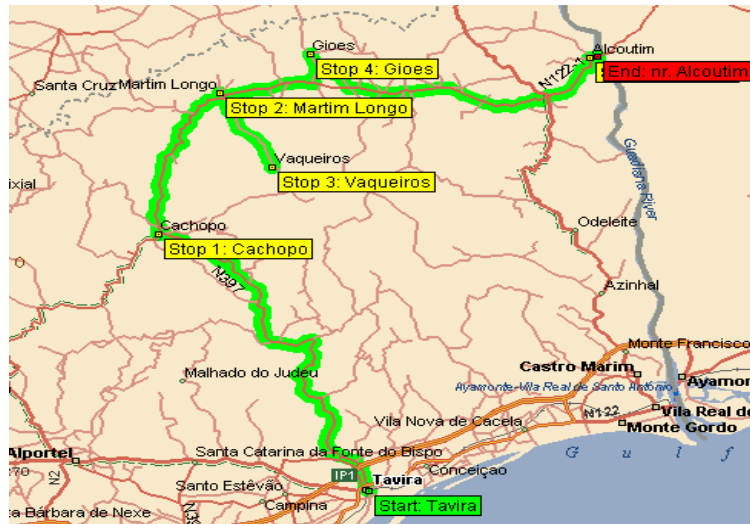 Gioes
Alcoutim
N122-1
Stop 4: Gioes
End: nr. Alcoutim
Santa Cruz
Martim Longo
Stop 2: Martim Longo
Guadiana River
Vaqueiros
Stop 3: Vaqueiros
ixial
Cachopo
Odeleite
Stop 1: Cachopo
N397
Azinhal
Monte Francisco
Castro Marim
Malhado do Judeu
Ayamonte-Vila Real de Santo António
Ayamon
Vila Real de
N122
Vila Nova de Cacela
Monte Gordo
Alportel
Santa Catarina da Fonte do Bispo
G u l f
270
N2
IP1
Tavira
Conceição
Santo Estêvão
Start: Tavira
Campina
ta Bárbara de Nexe